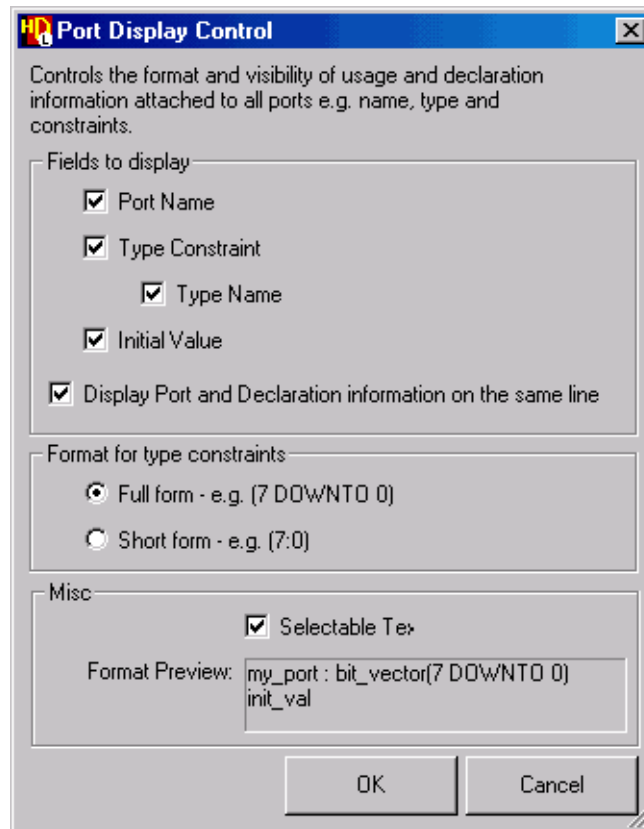 HD L Port Display Control
Controls the format and visibility of usage and declaration
information attached to all ports e.g. name, type and
constraints.
Fields to display
Port Name
Type Constraint
Type Name
Initial Value
Display Port and Declaration information on the same line
Format for type constraints
Full form - e.g. (7 DOWNTO 0)
Short form - e.g. (7:0)
Misc
Selectable Tex
Format Preview: my_port : bit_vector(7 DOWNTO 0)
init_val
OK Cancel